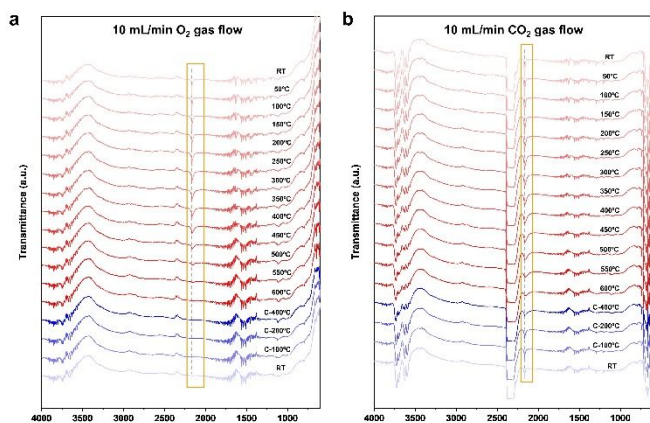 a
10 mL/min O₂ gas flow
RT
50°C
100°C
150°C
200°C
250°C
300°C
350°C
400°C
450°C
500°C
550°C
600°C
C-400°C
C-200°C
C-100°C
RT
Transmittance (a.u.)
4000 3500 3000 2500 2000 1500 1000
b
10 mL/min CO₂ gas flow
RT
50°C
100°C
150°C
200°C
250°C
300°C
350°C
400°C
450°C
500°C
550°C
600°C
C-400°C
C-200°C
C-100°C
RT
Transmittance (a.u.)
4000 3500 3000 2500 2000 1500 1000